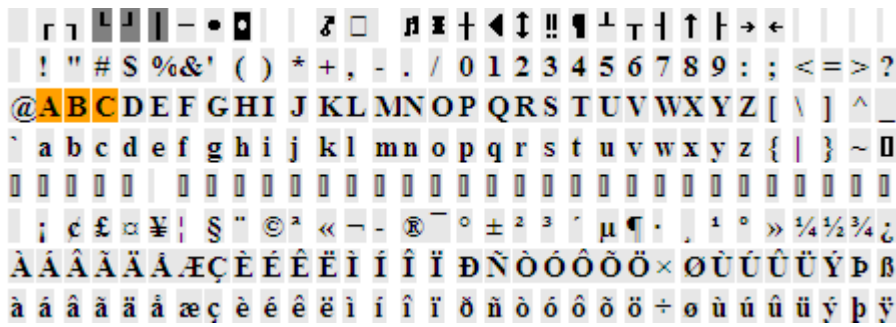 ┌ ┐ └ ┘ │ ─ • ◘ ♪ □ ♫ ┼ ◄ ↕ ‼ ¶ ┴ ┬ ┤ ↑ ├ → ←
! " # $ % & ' ( ) * + , - . / 0 1 2 3 4 5 6 7 8 9 : ; < = > ?
@ A B C D E F G H I J K L M N O P Q R S T U V W X Y Z [ \ ] ^ _
` a b c d e f g h i j k l m n o p q r s t u v w x y z { | } ~
¡ ¢ £ ¤ ¥ ¦ § ¨ © ª « ¬ - ® ¯ ° ± ² ³ ´ µ ¶ · ¸ ¹ º » ¼ ½ ¾ ¿
À Á Â Ã Ä Å Æ Ç È É Ê Ë Ì Í Î Ï Ð Ñ Ò Ó Ô Õ Ö × Ø Ù Ú Û Ü Ý Þ ß
à á â ã ä å æ ç è é ê ë ì í î ï ð ñ ò ó ô õ ö ÷ ø ù ú û ü ý þ ÿ